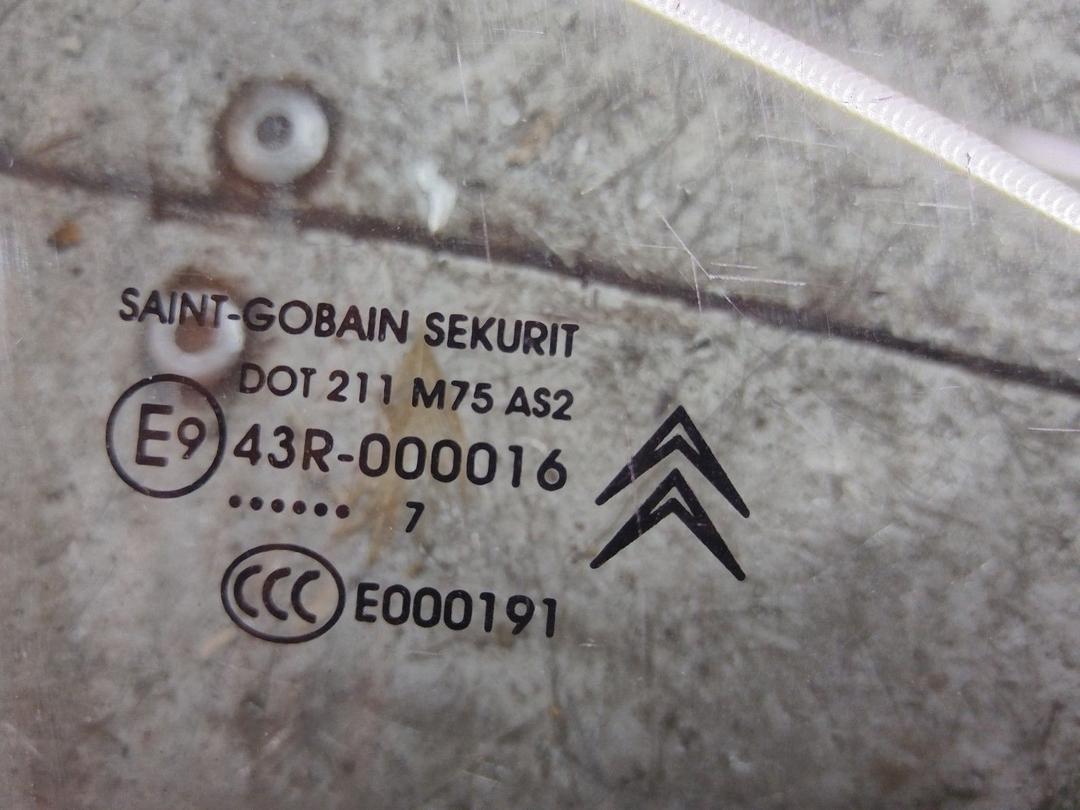 SAINT-GOBAIN SEKURIT
DOT 211 M75 AS2
E9 43R-000016
...... 7
CCC E000191